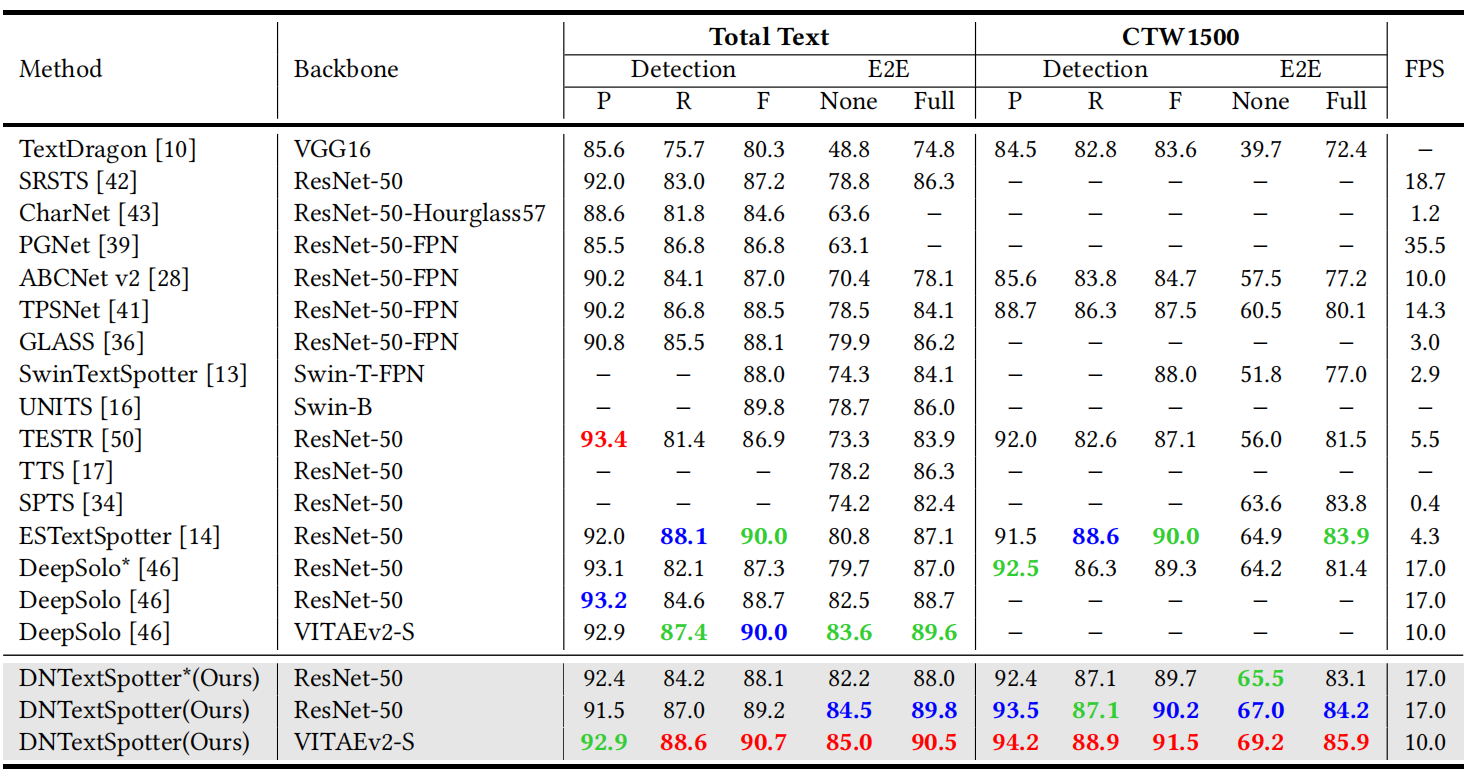 Total Text CTW1500
Method Backbone Detection E2E Detection E2E FPS
P R F None Full P R F None Full
TextDragon [10] VGG16 85.6 75.7 80.3 48.8 74.8 84.5 82.8 83.6 39.7 72.4 –
SRSTS [42] ResNet-50 92.0 83.0 87.2 78.8 86.3 – – – – – 18.7
CharNet [43] ResNet-50-Hourglass57 88.6 81.8 84.6 63.6 – – – – – – 1.2
PGNet [39] ResNet-50-FPN 85.5 86.8 86.8 63.1 – – – – – – 35.5
ABCNet v2 [28] ResNet-50-FPN 90.2 84.1 87.0 70.4 78.1 85.6 83.8 84.7 57.5 77.2 10.0
TPSNet [41] ResNet-50-FPN 90.2 86.8 88.5 78.5 84.1 88.7 86.3 87.5 60.5 80.1 14.3
GLASS [36] ResNet-50-FPN 90.8 85.5 88.1 79.9 86.2 – – – – – 3.0
SwinTextSpotter [13] Swin-T-FPN – – 88.0 74.3 84.1 – – 88.0 51.8 77.0 2.9
UNITS [16] Swin-B – – 89.8 78.7 86.0 – – – – – –
TESTR [50] ResNet-50 93.4 81.4 86.9 73.3 83.9 92.0 82.6 87.1 56.0 81.5 5.5
TTS [17] ResNet-50 – – – 78.2 86.3 – – – – – –
SPTS [34] ResNet-50 – – – 74.2 82.4 – – – 63.6 83.8 0.4
ESTextSpotter [14] ResNet-50 92.0 88.1 90.0 80.8 87.1 91.5 88.6 90.0 64.9 83.9 4.3
DeepSolo* [46] ResNet-50 93.1 82.1 87.3 79.7 87.0 92.5 86.3 89.3 64.2 81.4 17.0
DeepSolo [46] ResNet-50 93.2 84.6 88.7 82.5 88.7 – – – – – 17.0
DeepSolo [46] VITAEv2-S 92.9 87.4 90.0 83.6 89.6 – – – – – 10.0
DNTextSpotter*(Ours) ResNet-50 92.4 84.2 88.1 82.2 88.0 92.4 87.1 89.7 65.5 83.1 17.0
DNTextSpotter(Ours) ResNet-50 91.5 87.0 89.2 84.5 89.8 93.5 87.1 90.2 67.0 84.2 17.0
DNTextSpotter(Ours) VITAEv2-S 92.9 88.6 90.7 85.0 90.5 94.2 88.9 91.5 69.2 85.9 10.0